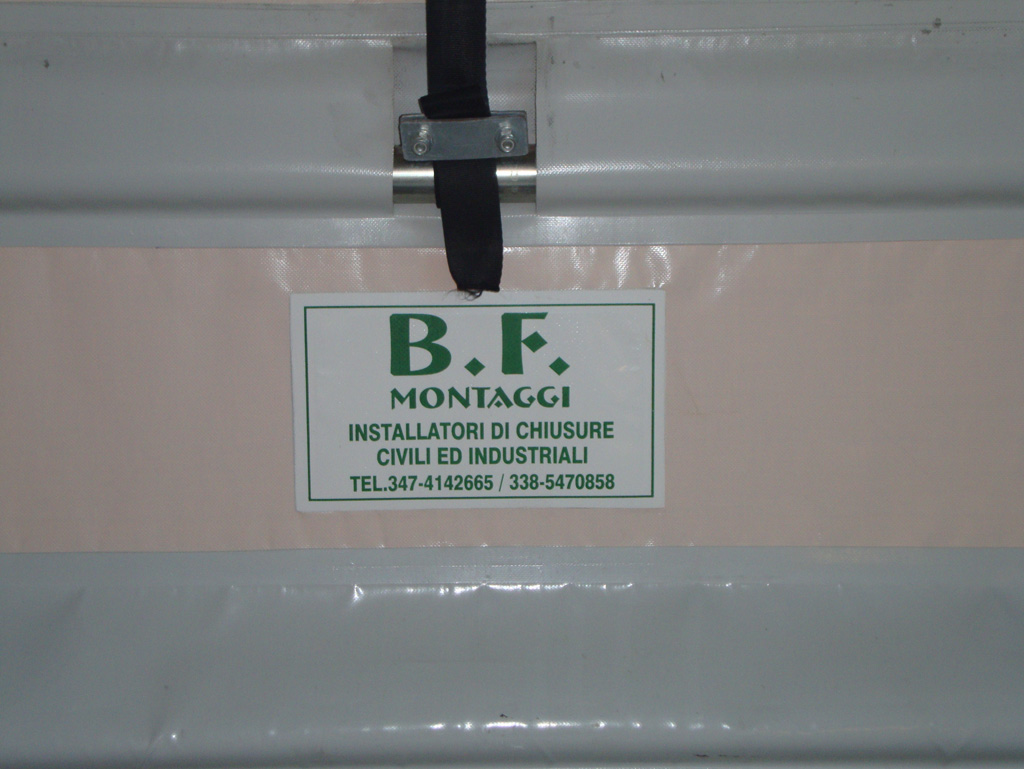 B.F.
MONTAGGI
INSTALLATORI DI CHIUSURE
CIVILI ED INDUSTRIALI
TEL.347-4142665 / 338-5470858